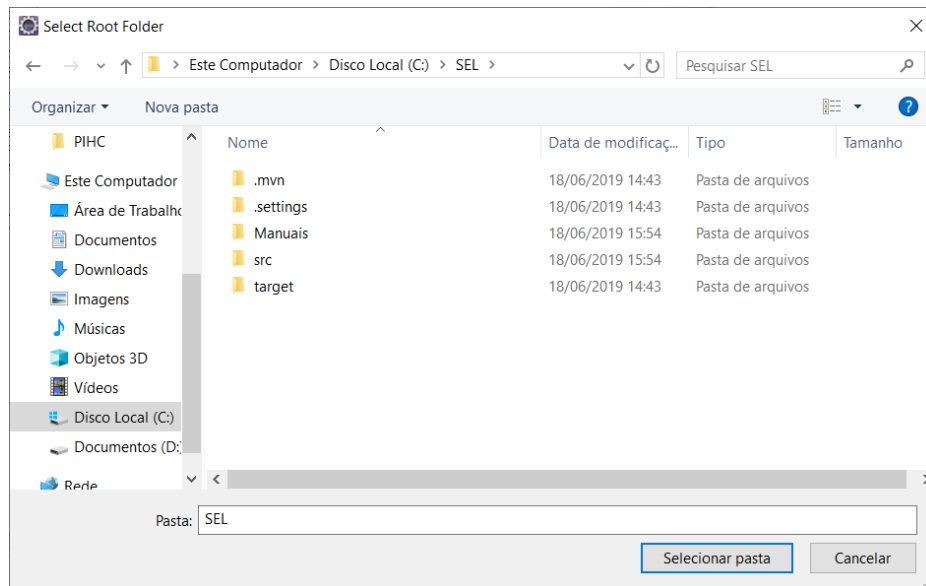 Select Root Folder
Este Computador > Disco Local (C:) > SEL >
Pesquisar SEL
Organizar
Nova pasta
PIHC
Este Computador
Área de Trabalho
Documentos
Downloads
Imagens
Músicas
Objetos 3D
Vídeos
Disco Local (C:)
Documentos (D:)
Rede
Nome Data de modificaç... Tipo Tamanho
.mvn 18/06/2019 14:43 Pasta de arquivos
.settings 18/06/2019 14:43 Pasta de arquivos
Manuais 18/06/2019 15:54 Pasta de arquivos
src 18/06/2019 15:54 Pasta de arquivos
target 18/06/2019 14:43 Pasta de arquivos
Pasta: SEL
Selecionar pasta Cancelar